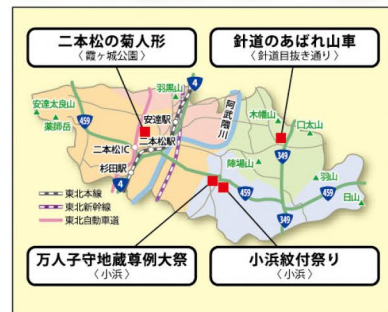 二本松の菊人形
〈霞ヶ城公園〉
針道のあばれ山車
〈針道目抜き通り〉
羽黒山
4
安達太良山
459
薬師岳
安達駅
阿武隈川
木幡山
口太山
二本松IC
二本松駅
349
杉田駅
陣場山
羽山
4
459
日山
349
東北本線
東北新幹線
東北自動車道
万人子守地蔵尊例大祭
〈小浜〉
小浜紋付祭り
〈小浜〉